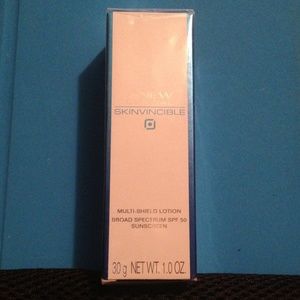 ANEW
SKINVINCIBLE
MULTI-SHIELD LOTION
BROAD SPECTRUM SPF 50
SUNSCREEN
30 g NET WT. 1.0 OZ.